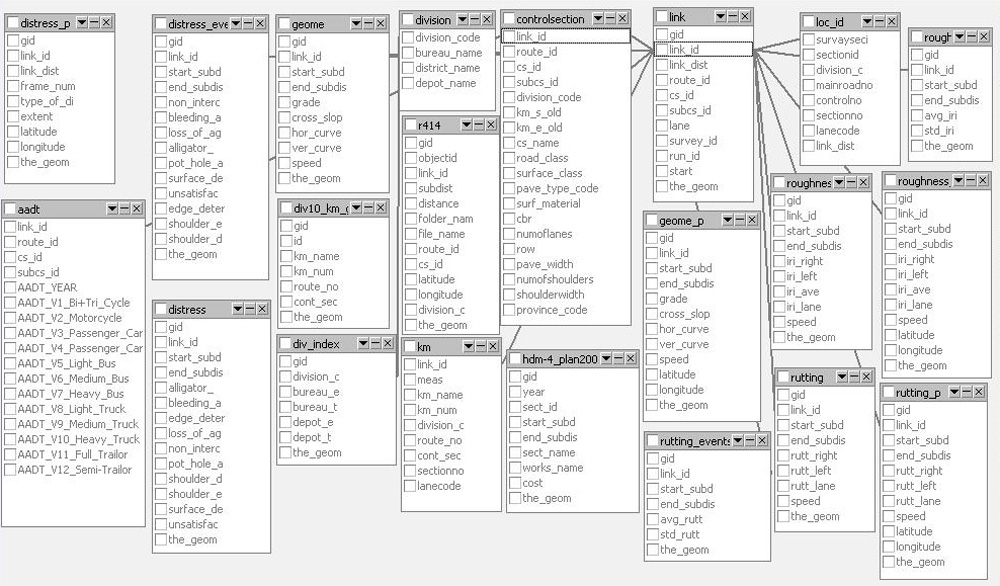 distress_p
gid
link_id
link_dist
frame_num
type_of_di
extent
latitude
longitude
the_geom
aadt
link_id
route_id
cs_id
subcs_id
AADT_YEAR
AADT_V1_Bi+Tri_Cycle
AADT_V2_Motorcycle
AADT_V3_Passenger_Car
AADT_V4_Passenger_Car
AADT_V5_Light_Bus
AADT_V6_Medium_Bus
AADT_V7_Heavy_Bus
AADT_V8_Light_Truck
AADT_V9_Medium_Truck
AADT_V10_Heavy_Truck
AADT_V11_Full_Trailor
AADT_V12_Semi-Trailor
distress_eve
gid
link_id
start_subd
end_subdis
non_interc
bleeding_a
loss_of_ag
alligator_
pot_hole_a
surface_de
unsatisfac
edge_deter
shoulder_e
shoulder_d
the_geom
distress
gid
link_id
start_subd
end_subdis
alligator_
bleeding_a
edge_deter
loss_of_ag
non_interc
pot_hole_a
shoulder_d
shoulder_e
surface_de
unsatisfac
the_geom
geome
gid
link_id
start_subd
end_subdis
grade
cross_slop
hor_curve
ver_curve
speed
the_geom
div10_km_
gid
id
km_name
km_num
route_no
cont_sec
the_geom
div_index
gid
division_c
bureau_e
bureau_t
depot_e
depot_t
the_geom
division
division_code
bureau_name
district_name
depot_name
r414
gid
objectid
link_id
subdist
distance
folder_nam
file_name
route_id
cs_id
latitude
longitude
division_c
the_geom
km
link_id
meas
km_name
km_num
division_c
route_no
cont_sec
sectionno
lanecode
controlsection
link_id
route_id
cs_id
subcs_id
division_code
km_s_old
km_e_old
cs_name
road_class
surface_class
pave_type_code
surf_material
cbr
numoflanes
row
pave_width
numofshoulders
shoulderwidth
province_code
hdm-4_plan200
gid
year
sect_id
start_subd
end_subdis
sect_name
works_name
cost
the_geom
link
gid
link_id
link_dist
route_id
cs_id
subcs_id
lane
survey_id
run_id
start
the_geom
geome_p
gid
link_id
start_subd
end_subdis
grade
cross_slop
hor_curve
ver_curve
speed
latitude
longitude
the_geom
rutting_events
gid
link_id
start_subd
end_subdis
avg_rutt
std_rutt
the_geom
loc_id
survayseci
sectionid
division_c
mainroadno
controlno
sectionno
lanecode
link_dist
roughness
gid
link_id
start_subd
end_subdis
iri_right
iri_left
iri_ave
iri_lane
speed
the_geom
rutting
gid
link_id
start_subd
end_subdis
rutt_right
rutt_left
rutt_lane
speed
the_geom
rough
gid
link_id
start_subd
end_subdis
avg_iri
std_iri
the_geom
roughness_
gid
link_id
start_subd
end_subdis
iri_right
iri_left
iri_ave
iri_lane
speed
latitude
longitude
the_geom
rutting_p
gid
link_id
start_subd
end_subdis
rutt_right
rutt_left
rutt_lane
speed
latitude
longitude
the_geom